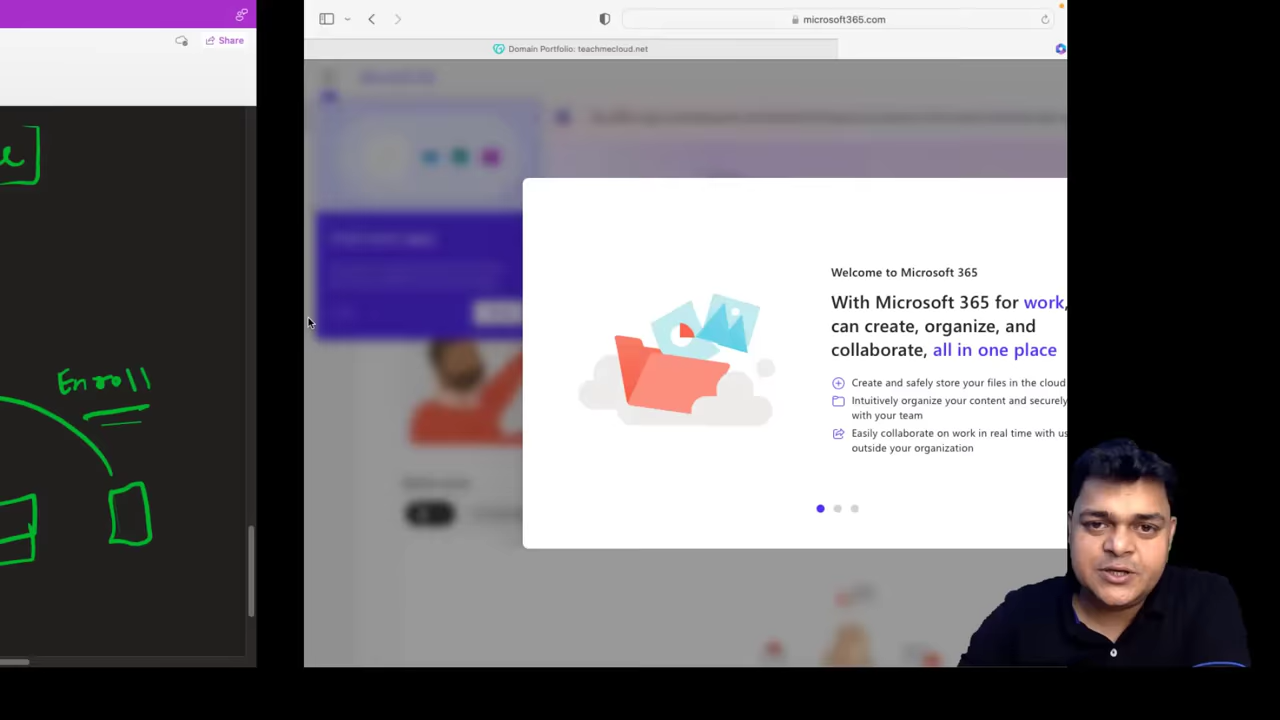 microsoft365.com
Share
Domain Portfolio: teachmecloud.net
Welcome to Microsoft 365
With Microsoft 365 for work,
can create, organize, and
collaborate, all in one place
Create and safely store your files in the cloud
Intuitively organize your content and securely
with your team
Easily collaborate on work in real time with us
outside your organization
Enroll